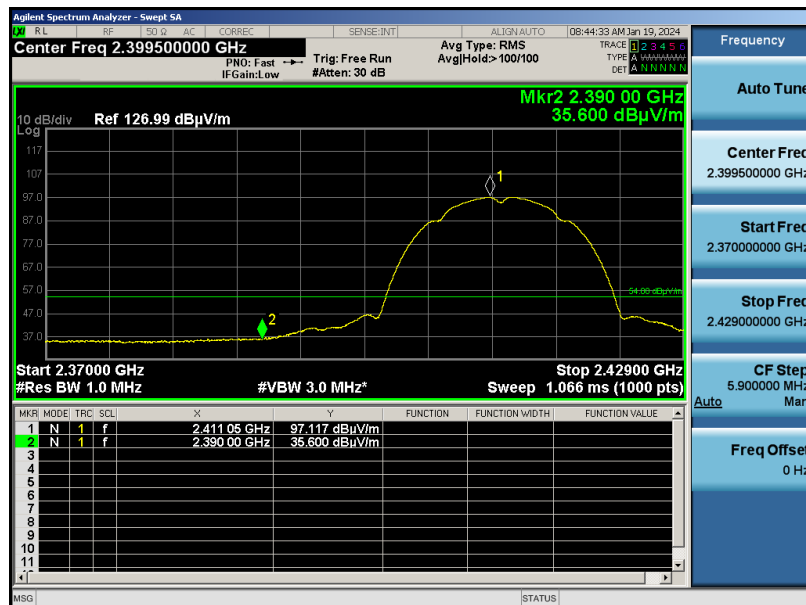 Agilent Spectrum Analyzer - Swept SA
LXI RL RF 50 Ω AC CORREC SENSE:INT ALIGN AUTO 08:44:33 AM Jan 19, 2024
Center Freq 2.399500000 GHz
PNO: Fast Trig: Free Run
IFGain:Low #Atten: 30 dB
Avg Type: RMS
Avg|Hold:>100/100
TRACE 1 2 3 4 5 6
TYPE A WWWWW
DET A N N N N N
Mkr2 2.390 00 GHz
35.600 dBµV/m
10 dB/div Ref 126.99 dBµV/m
Log
117
107
97.0
87.0
77.0
67.0
57.0
47.0
37.0
1
2
54.00 dBµV/m
Start 2.37000 GHz Stop 2.42900 GHz
#Res BW 1.0 MHz #VBW 3.0 MHz* Sweep 1.066 ms (1000 pts)
MKR MODE TRC SCL X Y FUNCTION FUNCTION WIDTH FUNCTION VALUE
1 N 1 f 2.411 05 GHz 97.117 dBµV/m
2 N 1 f 2.390 00 GHz 35.600 dBµV/m
3
4
5
6
7
8
9
10
11
MSG STATUS
Frequency
Auto Tune
Center Freq
2.399500000 GHz
Start Freq
2.370000000 GHz
Stop Freq
2.429000000 GHz
CF Step
5.900000 MHz
Auto Man
Freq Offset
0 Hz